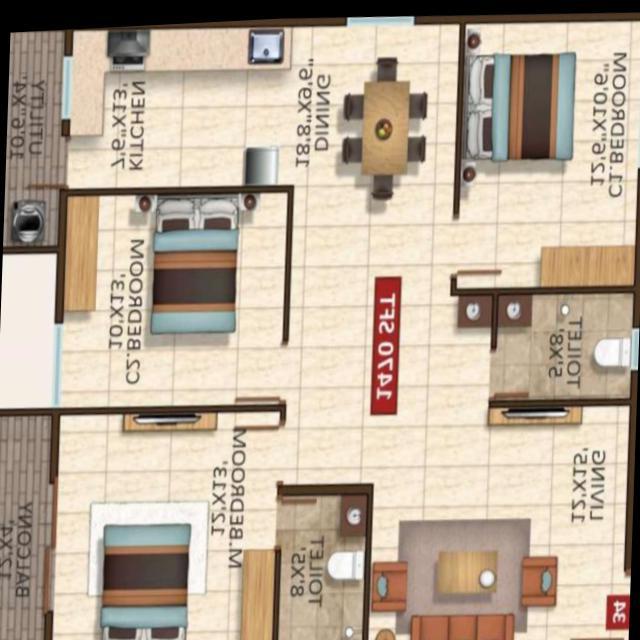 UTILITY
10.6"X4'
KITCHEN
7.6"X13'
DINING
18.8"X9.6"
C1.BEDROOM
12.6"X10.6"
C2.BEDROOM
10'X13'
1470 SFT
TOILET
5'X8'
M.BEDROOM
12'X13'
TOILET
8'X5'
LIVING
12'X15'
BALCONY
12'X4'